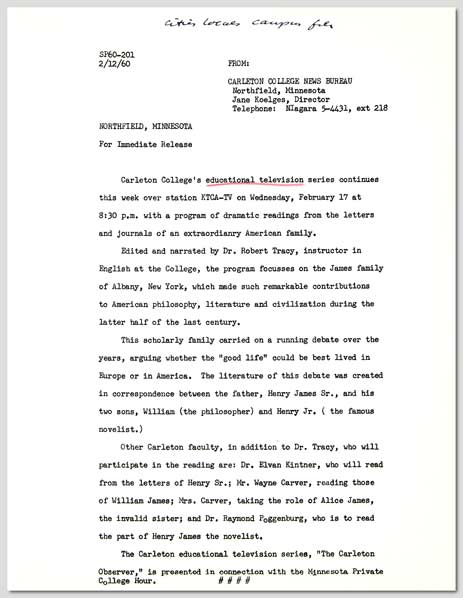 cities locals campus file
SP60-201
2/12/60
FROM:
CARLETON COLLEGE NEWS BUREAU
Northfield, Minnesota
Jane Koelges, Director
Telephone: NIagara 5-4431, ext 218
NORTHFIELD, MINNESOTA
For Immediate Release
Carleton College's educational television series continues
this week over station KTCA-TV on Wednesday, February 17 at
8:30 p.m. with a program of dramatic readings from the letters
and journals of an extraordianry American family.
Edited and narrated by Dr. Robert Tracy, instructor in
English at the College, the program focusses on the James family
of Albany, New York, which made such remarkable contributions
to American philosophy, literature and civilization during the
latter half of the last century.
This scholarly family carried on a running debate over the
years, arguing whether the "good life" could be best lived in
Europe or in America. The literature of this debate was created
in correspondence between the father, Henry James Sr., and his
two sons, William (the philosopher) and Henry Jr. ( the famous
novelist.)
Other Carleton faculty, in addition to Dr. Tracy, who will
participate in the reading are: Dr. Elvan Kintner, who will read
from the letters of Henry Sr.; Mr. Wayne Carver, reading those
of William James; Mrs. Carver, taking the role of Alice James,
the invalid sister; and Dr. Raymond Poggenburg, who is to read
the part of Henry James the novelist.
The Carleton educational television series, "The Carleton
Observer," is presented in connection with the Minnesota Private
College Hour. # # # #